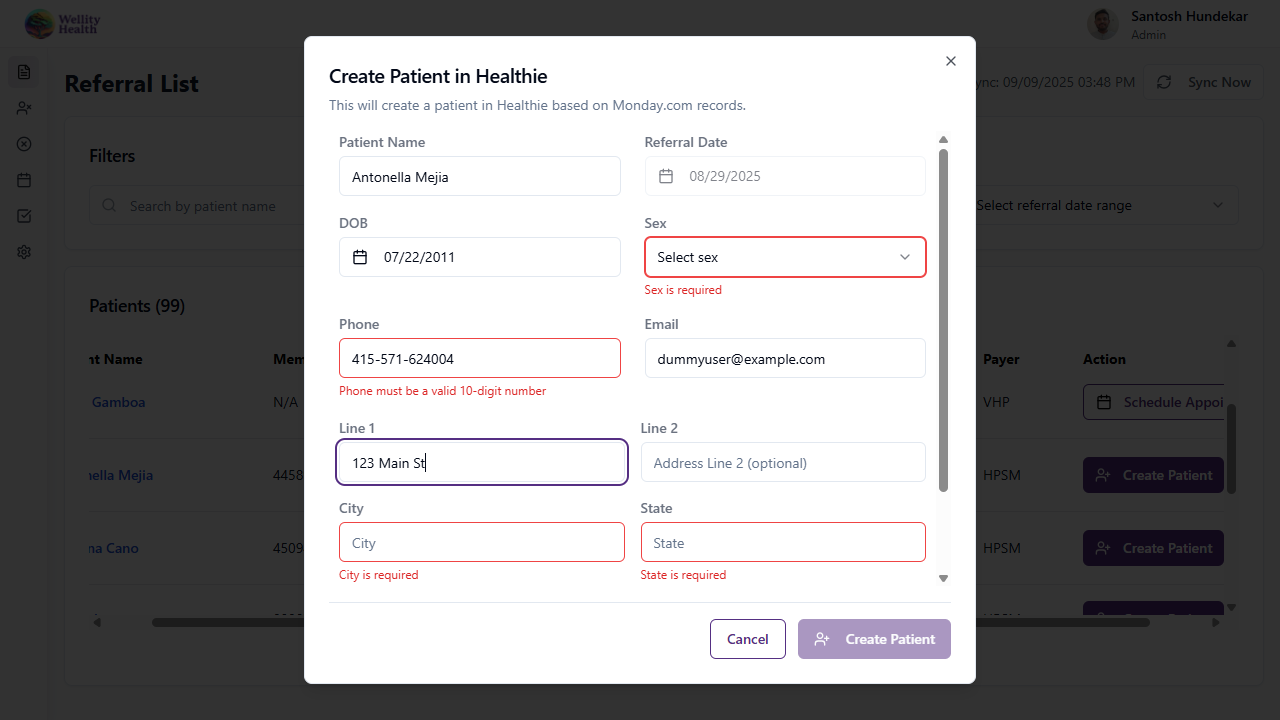 Wellity
Health
Santosh Hundekar
Admin
Referral List
ync: 09/09/2025 03:48 PM
Sync Now
Filters
Search by patient name
Select referral date range
Patients (99)
nt Name
Mem
Payer
Action
Gamboa
N/A
VHP
Schedule Appoi
nella Mejia
4458
HPSM
Create Patient
na Cano
4509
HPSM
Create Patient
Create Patient in Healthie
This will create a patient in Healthie based on Monday.com records.
Patient Name
Referral Date
Antonella Mejia
08/29/2025
DOB
Sex
07/22/2011
Select sex
Sex is required
Phone
Email
415-571-624004
dummyuser@example.com
Phone must be a valid 10-digit number
Line 1
Line 2
123 Main St
Address Line 2 (optional)
City
State
City
State
City is required
State is required
Cancel
Create Patient